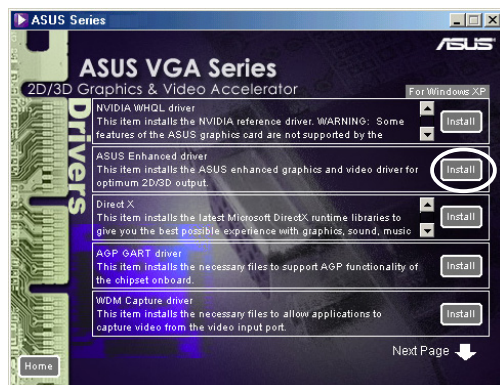 ASUS Series
ASUS
ASUS VGA Series
2D/3D Graphics & Video Accelerator
For Windows XP
Drivers
NVIDIA WHQL driver
This item installs the NVIDIA reference driver. WARNING: Some
features of the ASUS graphics card are not supported by the
Install
ASUS Enhanced driver
This item installs the ASUS enhanced graphics and video driver for
optimum 2D/3D output.
Install
Direct X
This item installs the latest Microsoft DirectX runtime libraries to
give you the best possible experience with graphics, sound, music
Install
AGP GART driver
This item installs the necessary files to support AGP functionality of
the chipset onboard.
Install
WDM Capture driver
This item installs the necessary files to allow applications to
capture video from the video input port.
Install
Next Page
Home